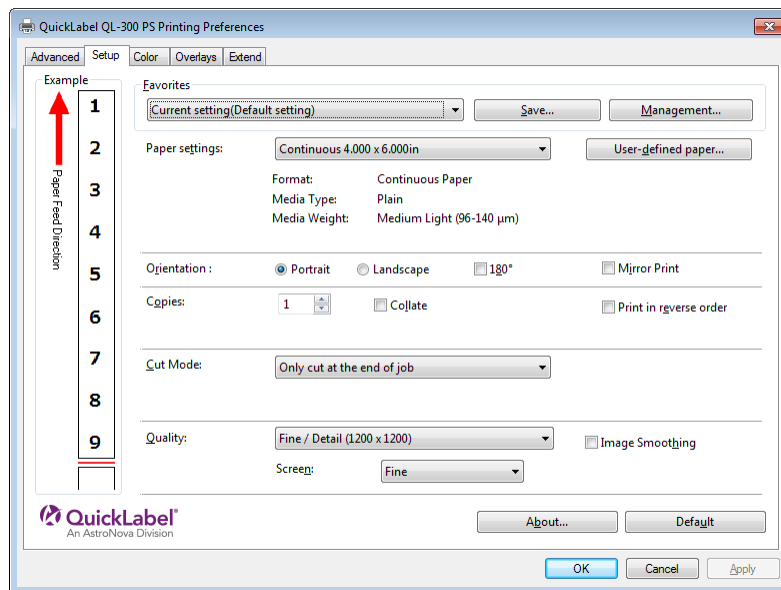 QuickLabel QL-300 PS Printing Preferences
Advanced Setup Color Overlays Extend
Example
Paper Feed Direction
1
2
3
4
5
6
7
8
9
Favorites
Current setting(Default setting) Save... Management...
Paper settings: Continuous 4.000 x 6.000in User-defined paper...
Format: Continuous Paper
Media Type: Plain
Media Weight: Medium Light (96-140 µm)
Orientation : Portrait Landscape 180° Mirror Print
Copies: 1 Collate Print in reverse order
Cut Mode: Only cut at the end of job
Quality: Fine / Detail (1200 x 1200) Image Smoothing
Screen: Fine
QuickLabel®
An AstroNova Division
About... Default
OK Cancel Apply